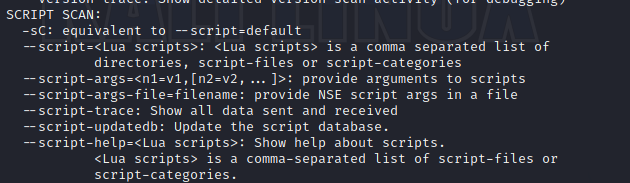 version trace: Show detailed version scan activity (for debugging)
SCRIPT SCAN:
-sC: equivalent to --script=default
--script=<Lua scripts>: <Lua scripts> is a comma separated list of
directories, script-files or script-categories
--script-args=<n1=v1,[n2=v2, ... ]>: provide arguments to scripts
--script-args-file=filename: provide NSE script args in a file
--script-trace: Show all data sent and received
--script-updatedb: Update the script database.
--script-help=<Lua scripts>: Show help about scripts.
<Lua scripts> is a comma-separated list of script-files or
script-categories.